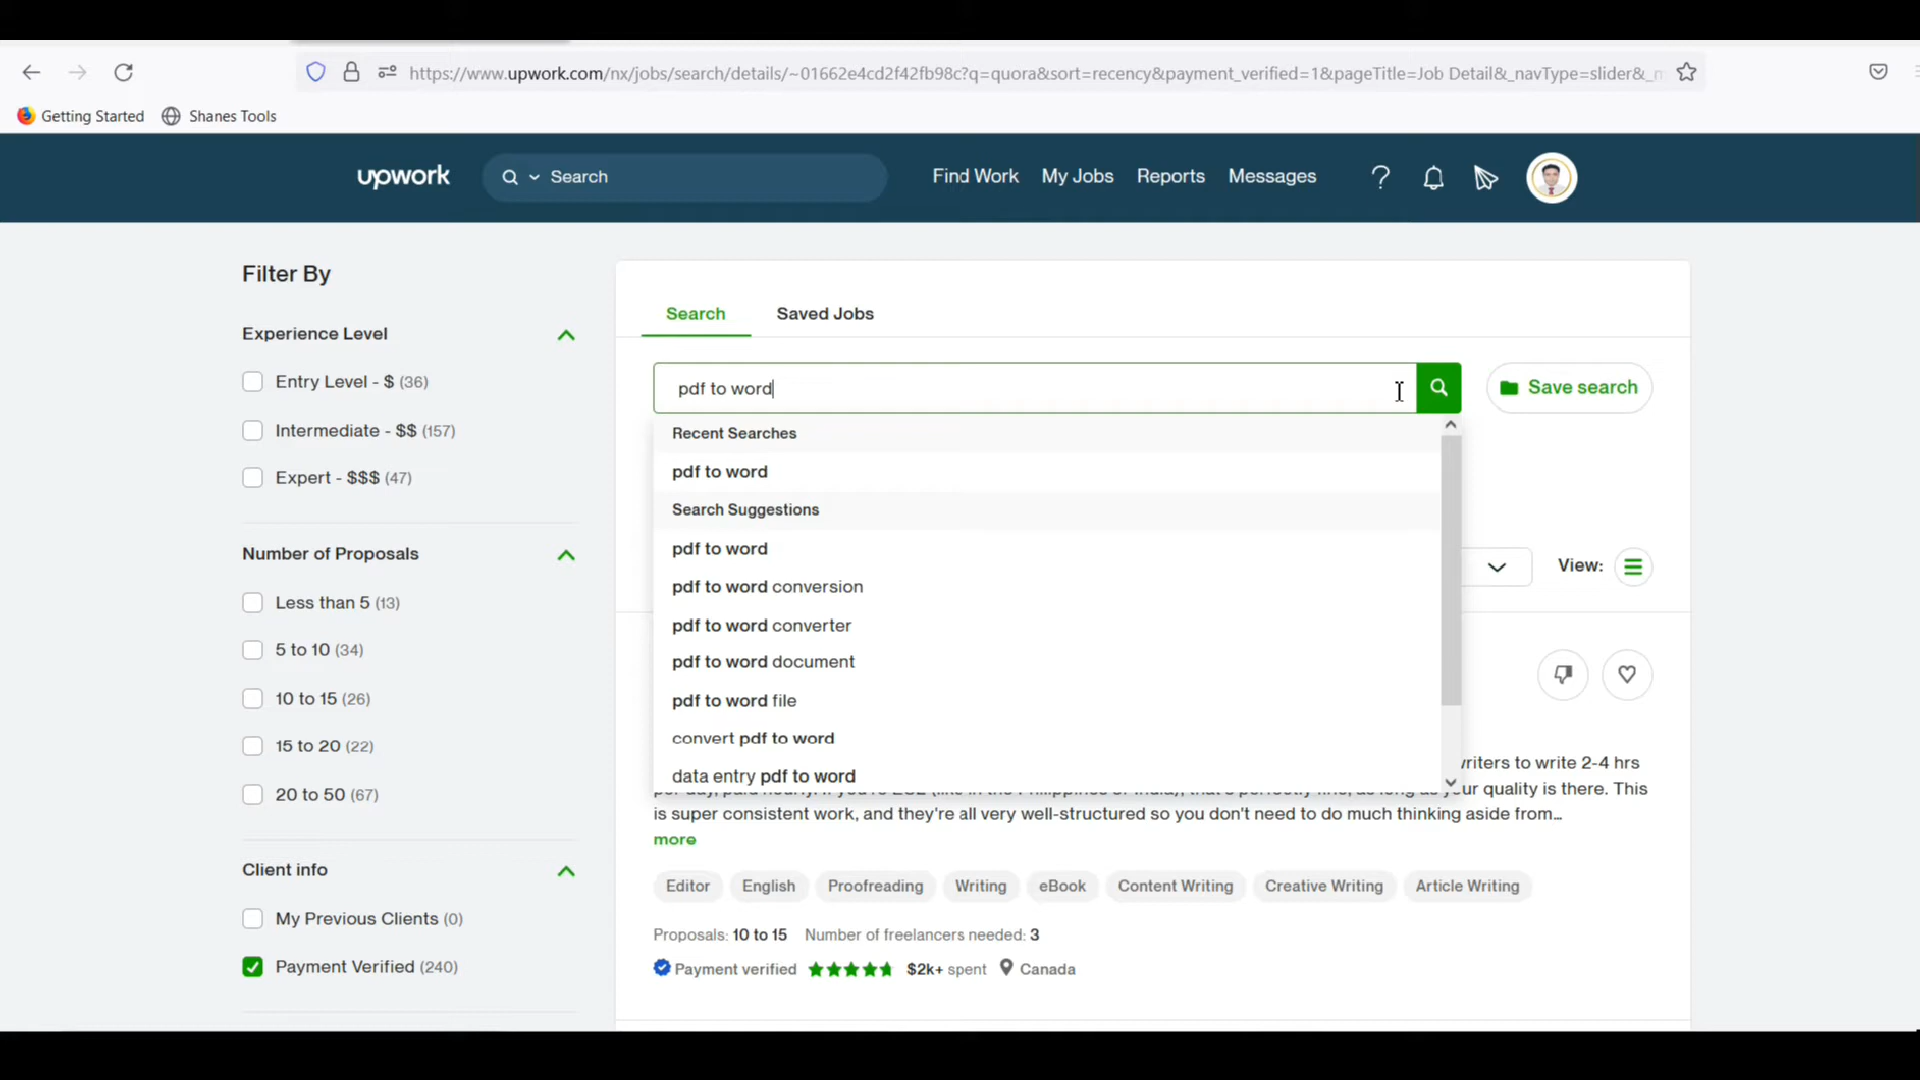 https://www.upwork.com/nx/jobs/search/details/~01662e4cd2f42fb98c?q=quora&sort=recency&payment_verified=1&pageTitle=Job Detail&_navType=slider&_
Getting Started Shanes Tools
upwork Search Find Work My Jobs Reports Messages
Filter By
Search Saved Jobs
Experience Level
Entry Level - $ (36)
Intermediate - $$ (157)
Expert - $$$ (47)
Number of Proposals
Less than 5 (13)
5 to 10 (34)
10 to 15 (26)
15 to 20 (22)
20 to 50 (67)
Client info
My Previous Clients (0)
Payment Verified (240)
pdf to word
Save search
Recent Searches
pdf to word
Search Suggestions
pdf to word
pdf to word conversion
pdf to word converter
pdf to word document
pdf to word file
convert pdf to word
data entry pdf to word
View:
writers to write 2-4 hrs
your quality is there. This
is super consistent work, and they're all very well-structured so you don't need to do much thinking aside from...
more
Editor English Proofreading Writing eBook Content Writing Creative Writing Article Writing
Proposals: 10 to 15 Number of freelancers needed: 3
Payment verified $2k+ spent Canada